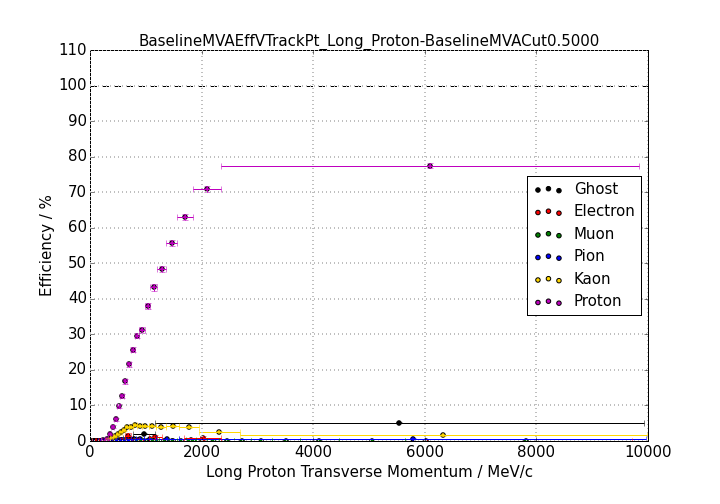 BaselineMVAEffVTrackPt_Long_Proton-BaselineMVACut0.5000
110
100
90
80
70
60
50
40
30
20
10
0
Efficiency / %
Ghost
Electron
Muon
Pion
Kaon
Proton
0 2000 4000 6000 8000 10000
Long Proton Transverse Momentum / MeV/c